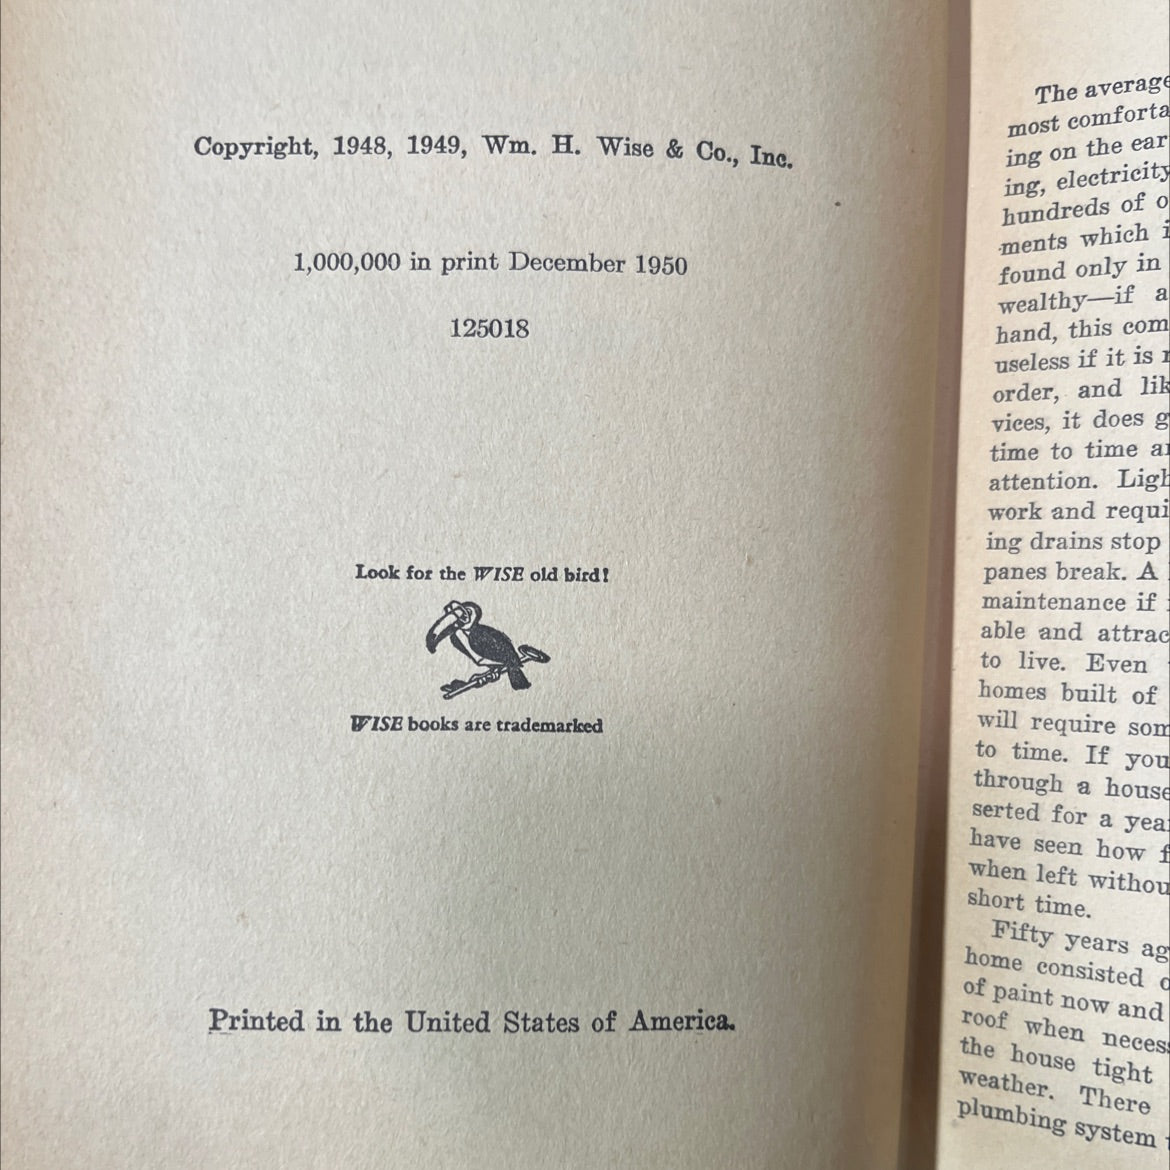 Copyright, 1948, 1949, Wm. H. Wise & Co., Inc.
1,000,000 in print December 1950
125018
Look for the WISE old bird!
WISE books are trademarked
Printed in the United States of America.
The average
most comforta
ing on the ear
ing, electricity
hundreds of o
ments which i
found only in
wealthy—if a
hand, this com
useless if it is
order, and lik
vices, it does g
time to time
attention. Ligh
work and requi
ing drains stop
panes break. A
maintenance if
able and attrac
to live. Even
homes built of
will require som
to time. If you
through a house
serted for a yea
have seen how f
when left withou
short time.
Fifty years ag
home consisted
of paint now and
roof when necess
the house tight
weather. There
plumbing system